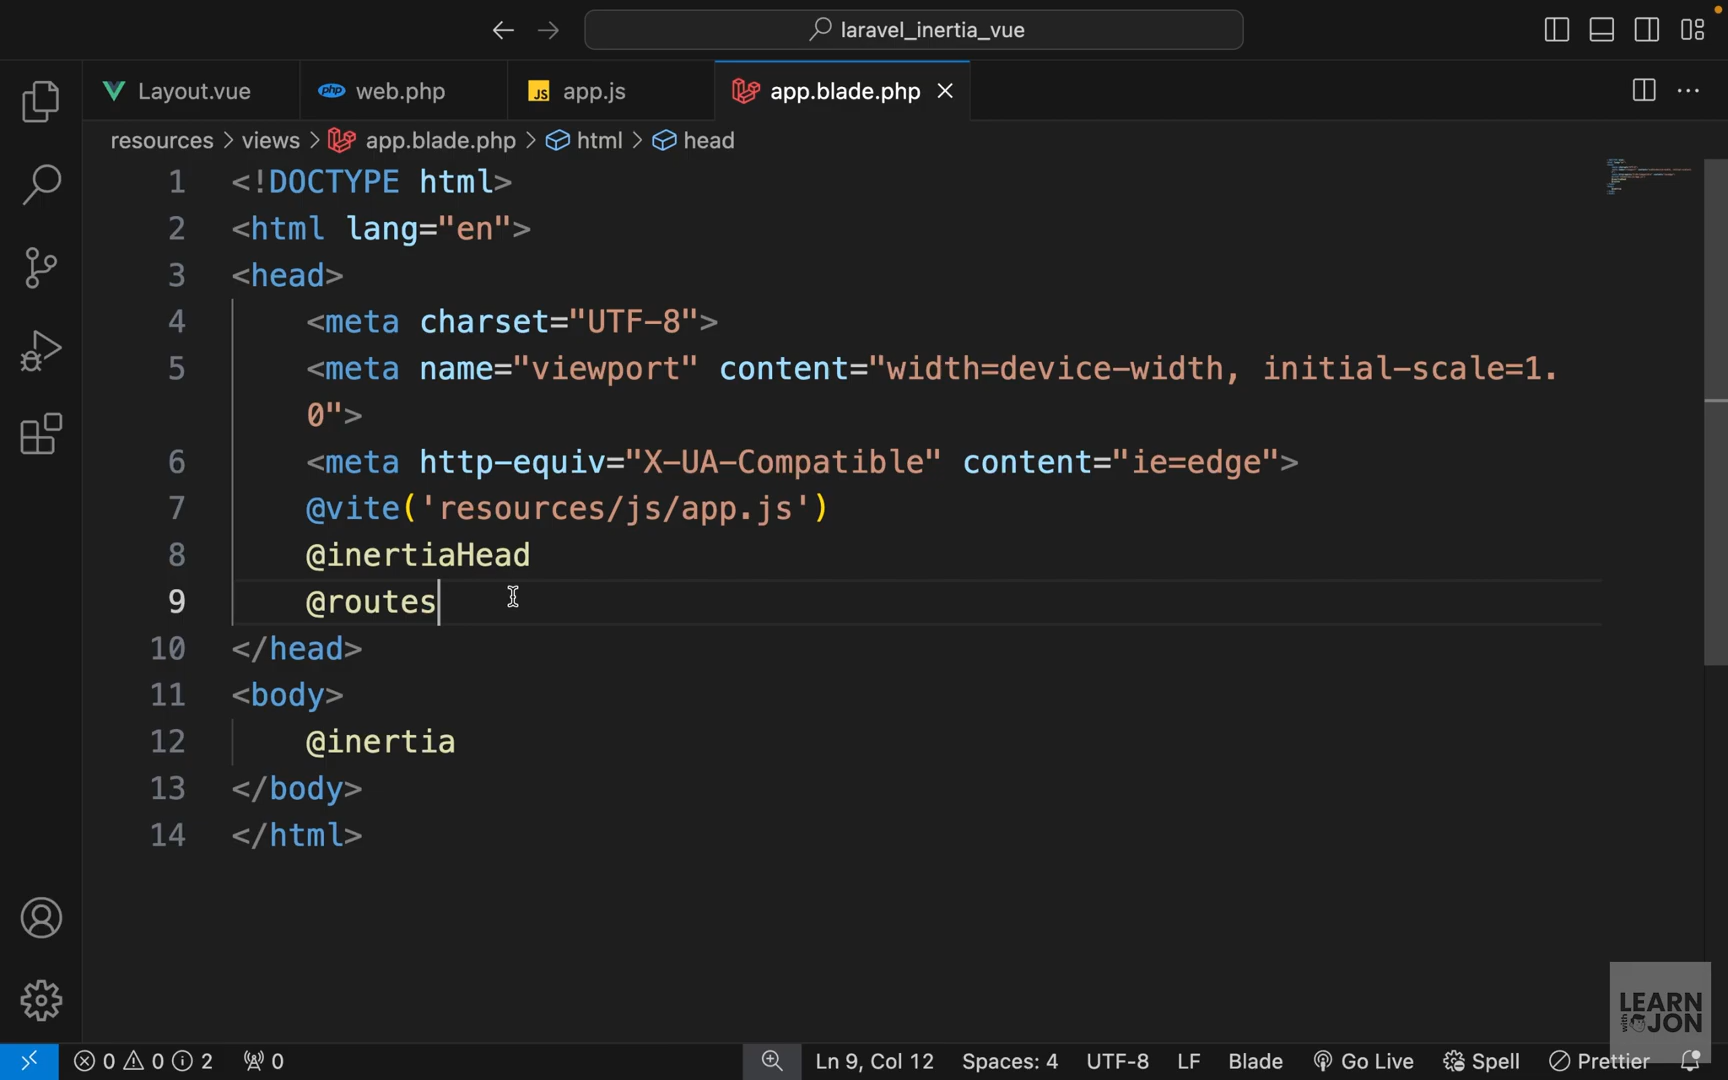 laravel_inertia_vue
Layout.vue
php web.php
JS app.js
app.blade.php
resources > views > app.blade.php > html > head
1 <!DOCTYPE html>
2 <html lang="en">
3 <head>
4 <meta charset="UTF-8">
5 <meta name="viewport" content="width=device-width, initial-scale=1.
0">
6 <meta http-equiv="X-UA-Compatible" content="ie=edge">
7 @vite('resources/js/app.js')
8 @inertiaHead
9 @routes
10 </head>
11 <body>
12 @inertia
13 </body>
14 </html>
LEARN
with JON
0 0 2 0 Ln 9, Col 12 Spaces: 4 UTF-8 LF Blade Go Live Spell Prettier